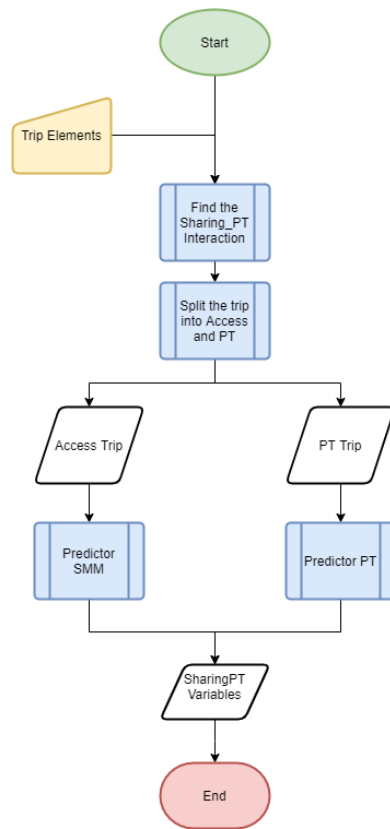 Start
Trip Elements
Find the
Sharing_PT
Interaction
Split the trip
into Access
and PT
Access Trip
PT Trip
Predictor
SMM
Predictor PT
SharingPT
Variables
End